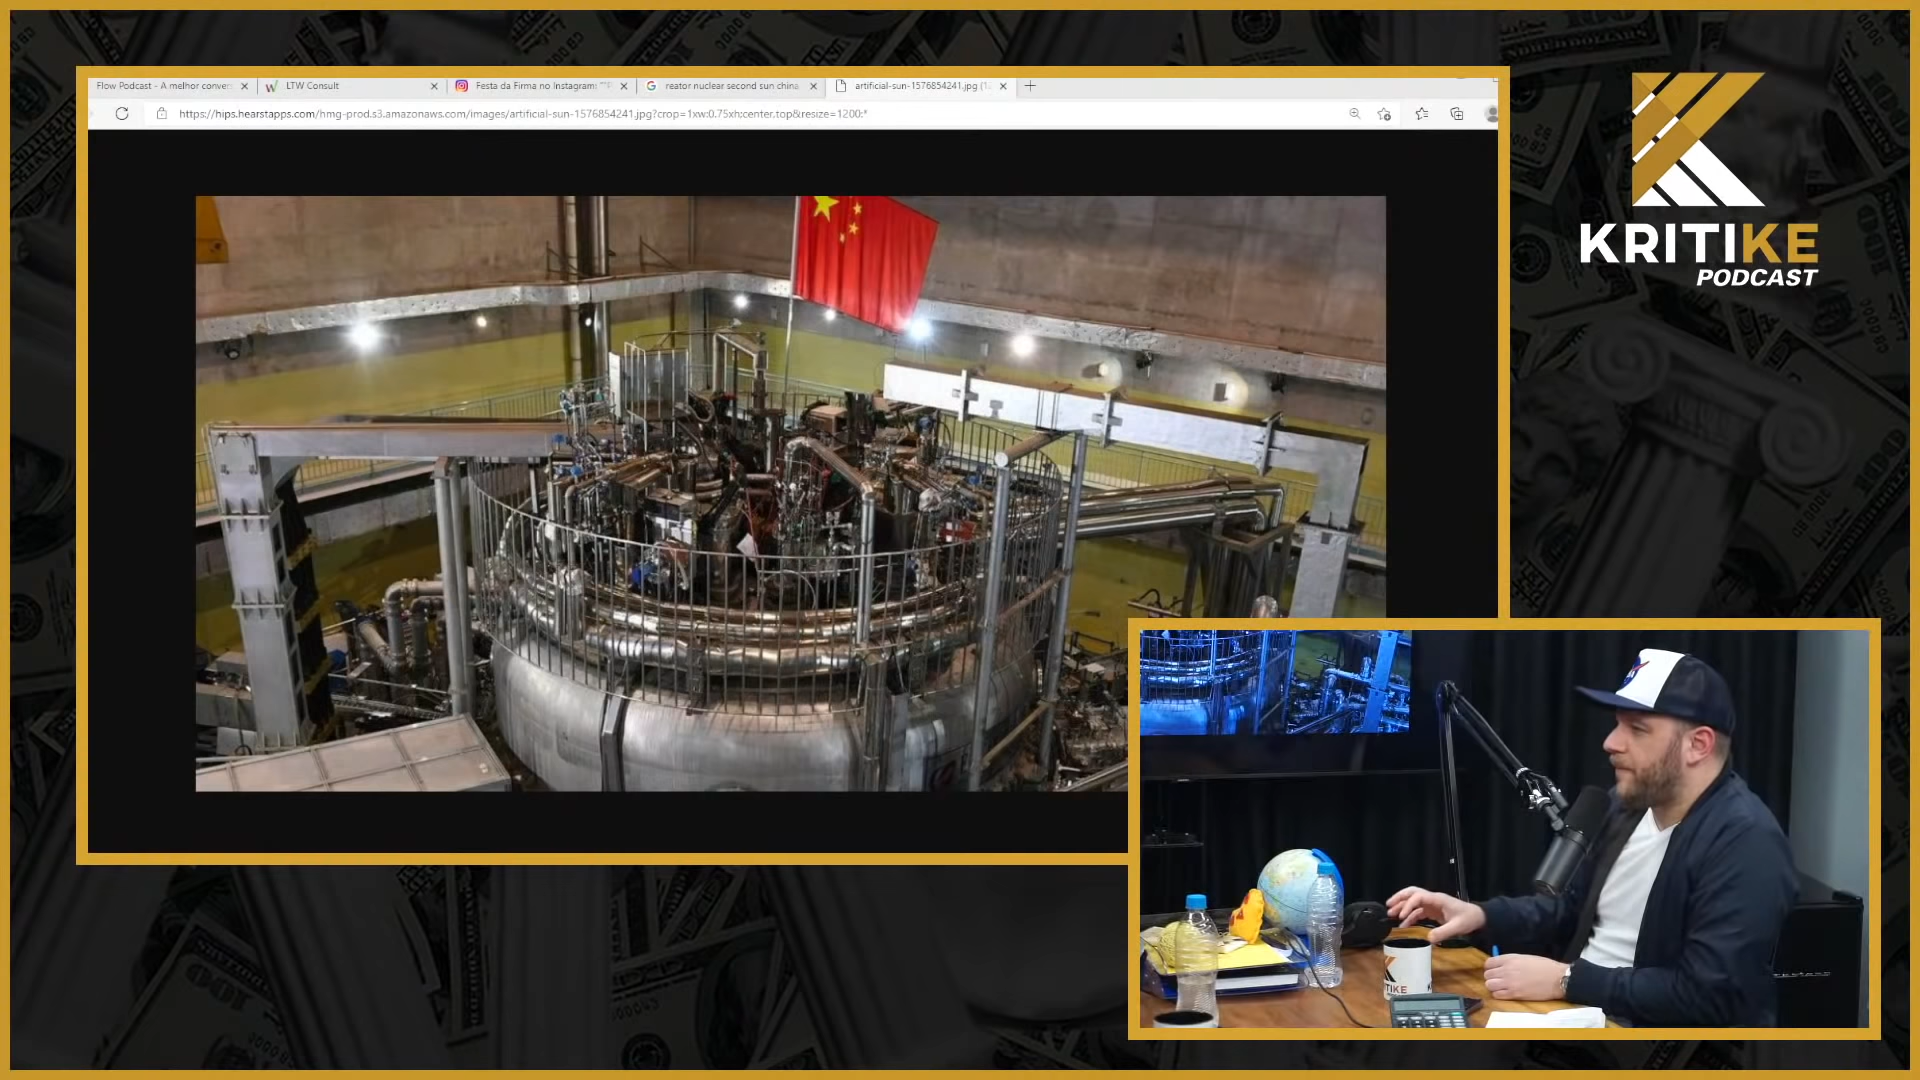 Flow Podcast - A melhor conver
LTW Consult
Festa da Firma no Instagram: "
reator nuclear second sun china
artificial-sun-1576854241.jpg (1
https://hips.hearstapps.com/hmg-prod.s3.amazonaws.com/images/artificial-sun-1576854241.jpg?crop=1xw:0.75xh;center,top&resize=1200:*
KRITIKE
PODCAST